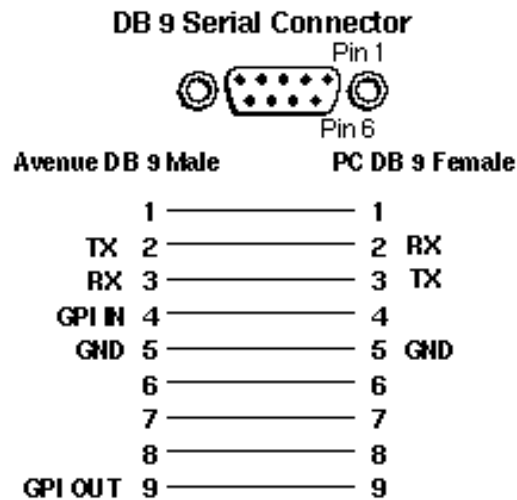 DB 9 Serial Connector
Pin 1
Pin 6
Avenue DB 9 Male PC DB 9 Female
1 1
TX 2 2 RX
RX 3 3 TX
GPI IN 4 4
GND 5 5 GND
6 6
7 7
8 8
GPI OUT 9 9